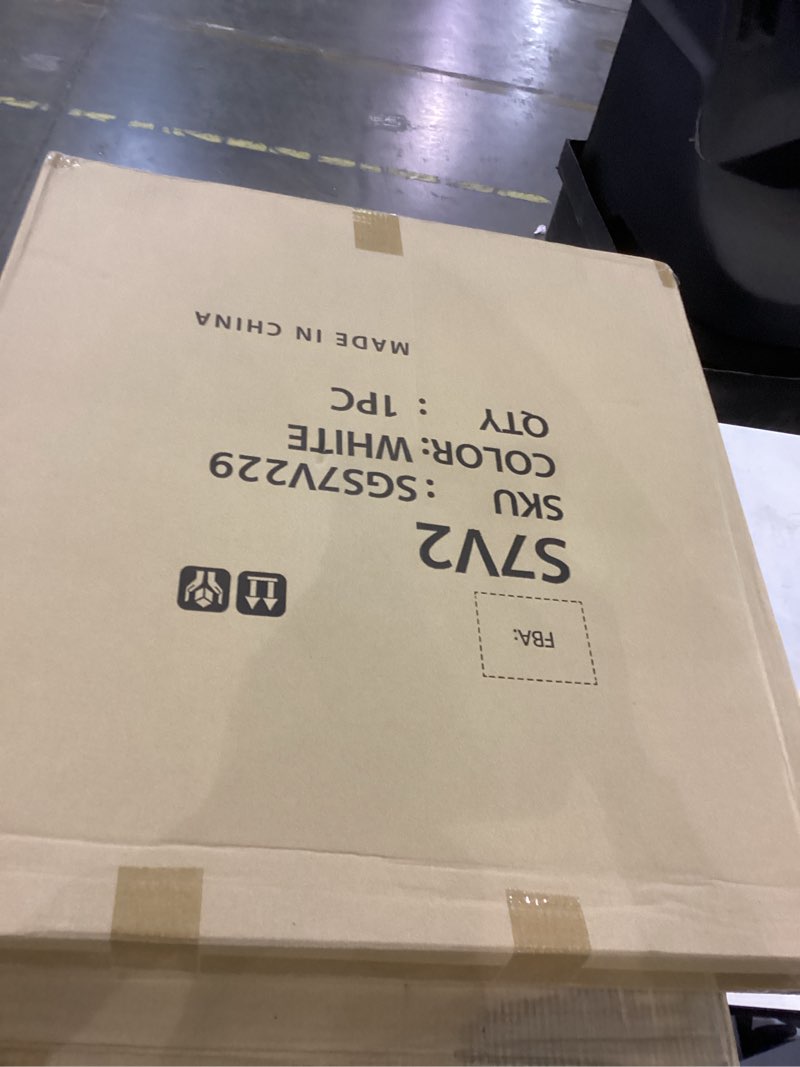 FBA:
S7V2
SKU : SGS7V229
COLOR: WHITE
QTY : 1PC
MADE IN CHINA